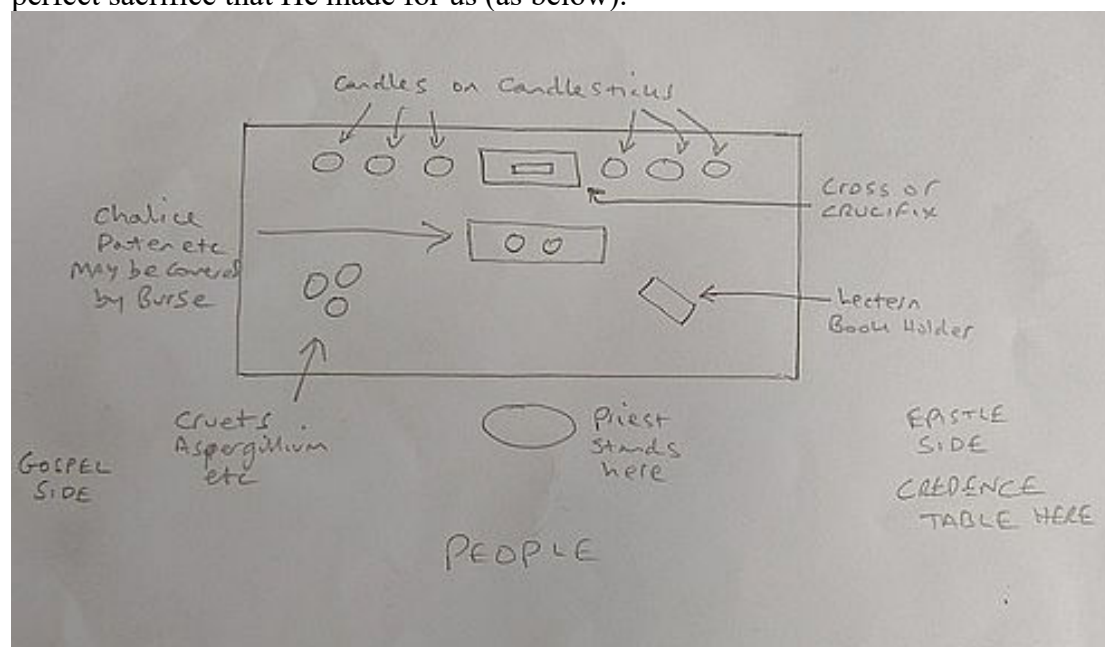 perfect sacrifice that He made for us (as below).
Candles on Candlesticks
Chalice
Paten etc
MAY be Covered
by Burse
Cross or
CRUCIFIX
Lectern
Book Holder
Cruets
Aspergillium
etc
Priest
Stands
here
EPISTLE
SIDE
GOSPEL
SIDE
CREDENCE
TABLE HERE
PEOPLE